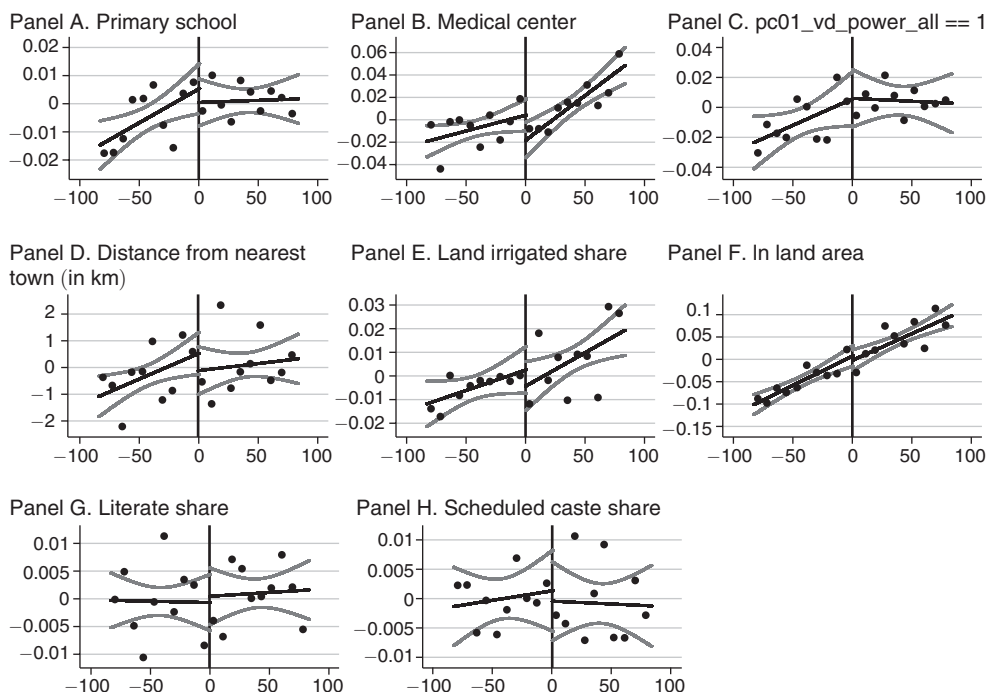 Panel A. Primary school
0.02
0.01
0
−0.01
−0.02
−100 −50 0 50 100
Panel B. Medical center
0.06
0.04
0.02
0
−0.02
−0.04
−100 −50 0 50 100
Panel C. pc01_vd_power_all == 1
0.04
0.02
0
−0.02
−0.04
−100 −50 0 50 100
Panel D. Distance from nearest
town (in km)
2
1
0
−1
−2
−100 −50 0 50 100
Panel E. Land irrigated share
0.03
0.02
0.01
0
−0.01
−0.02
−100 −50 0 50 100
Panel F. ln land area
0.1
0.05
0
−0.05
−0.1
−0.15
−100 −50 0 50 100
Panel G. Literate share
0.01
0.005
0
−0.005
−0.01
−100 −50 0 50 100
Panel H. Scheduled caste share
0.01
0.005
0
−0.005
−0.01
−100 −50 0 50 100